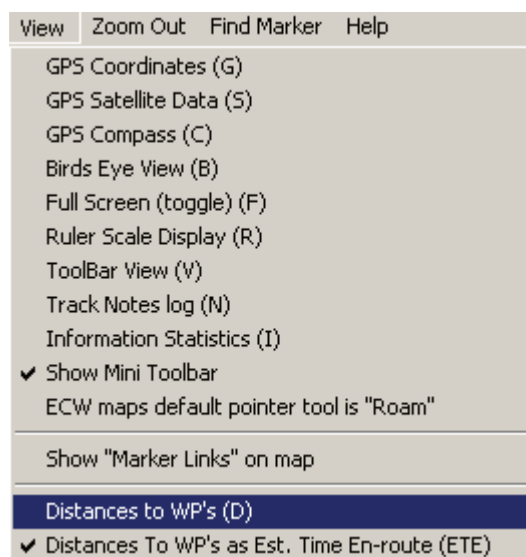 View Zoom Out Find Marker Help
GPS Coordinates (G)
GPS Satellite Data (S)
GPS Compass (C)
Birds Eye View (B)
Full Screen (toggle) (F)
Ruler Scale Display (R)
ToolBar View (V)
Track Notes log (N)
Information Statistics (I)
✔ Show Mini Toolbar
ECW maps default pointer tool is "Roam"
Show "Marker Links" on map
Distances to WP's (D)
✔ Distances To WP's as Est. Time En-route (ETE)